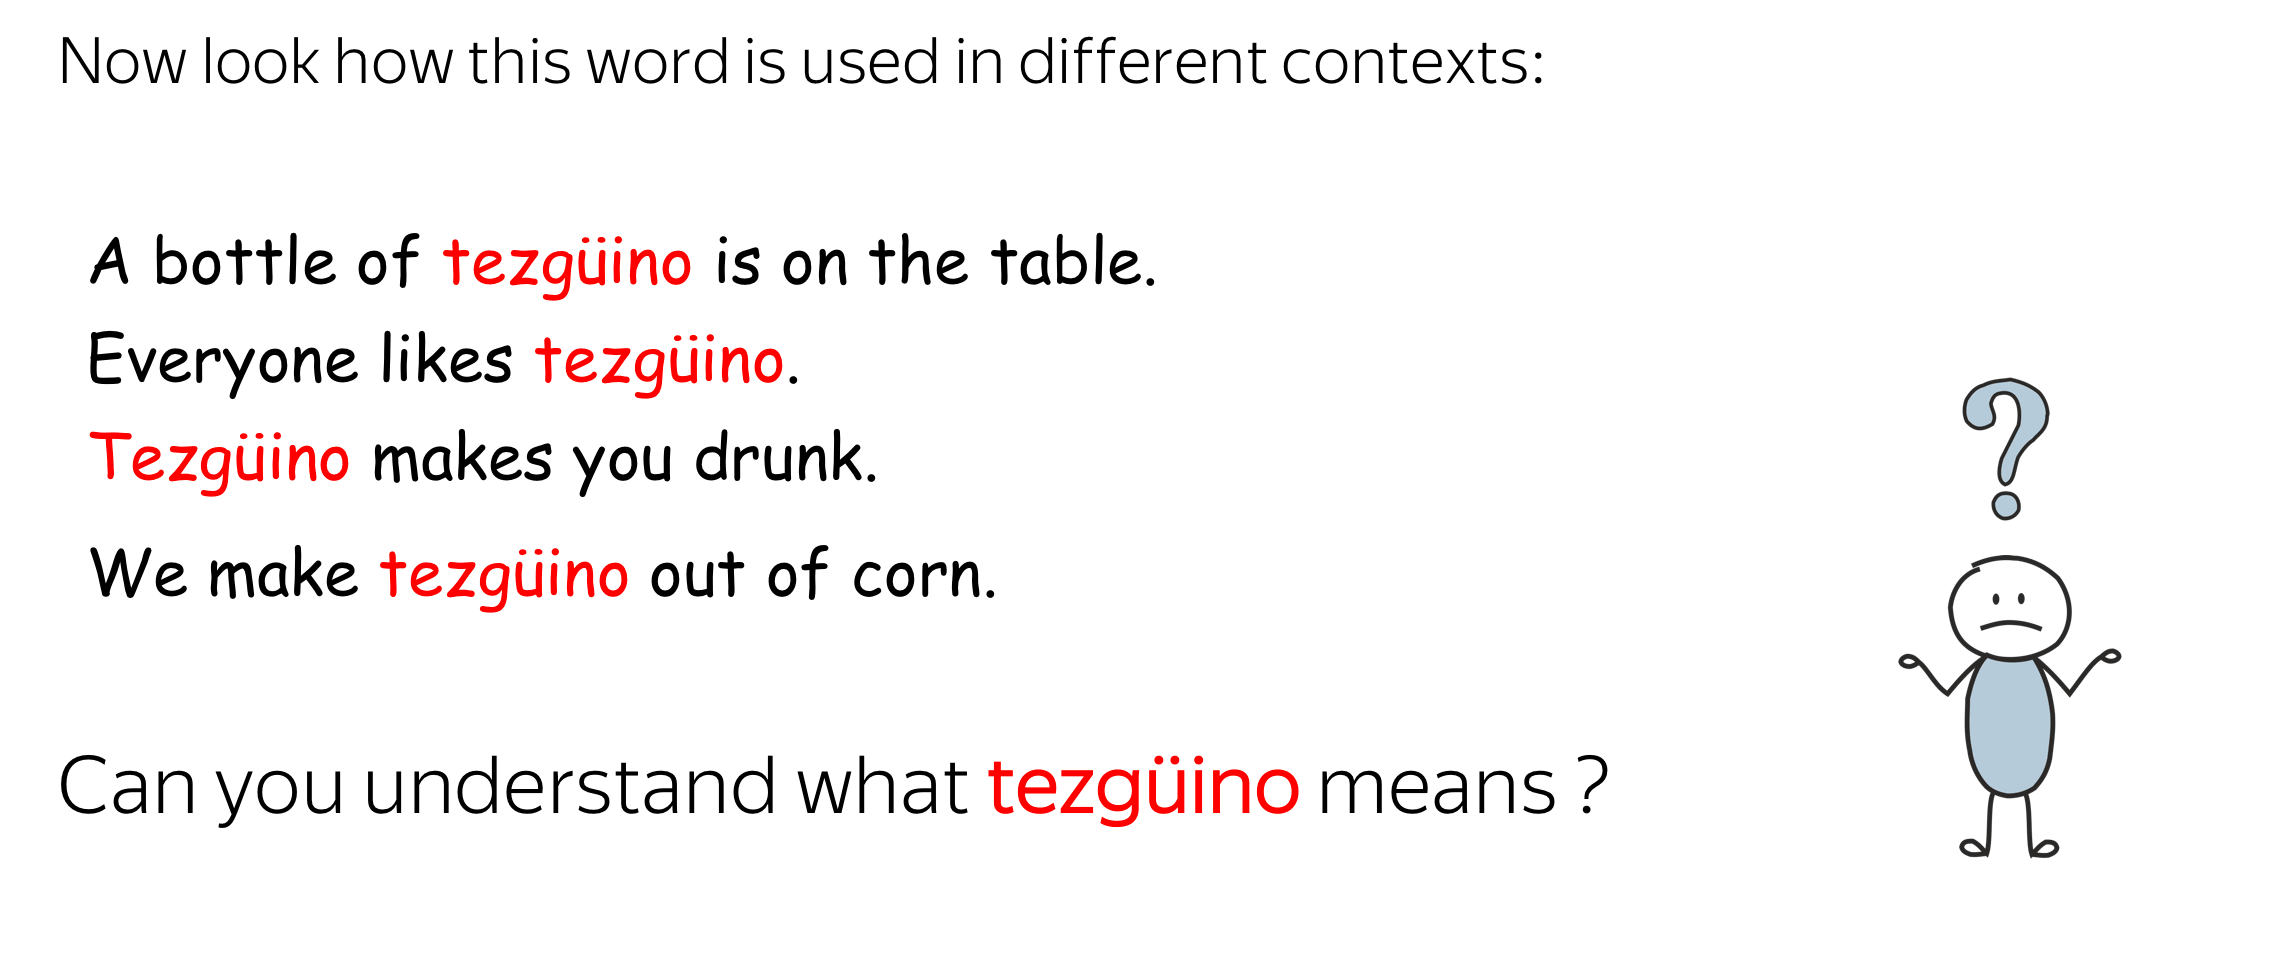 Now look how this word is used in different contexts:
A bottle of tezgüino is on the table.
Everyone likes tezgüino.
Tezgüino makes you drunk.
We make tezgüino out of corn.
?
Can you understand what tezgüino means ?